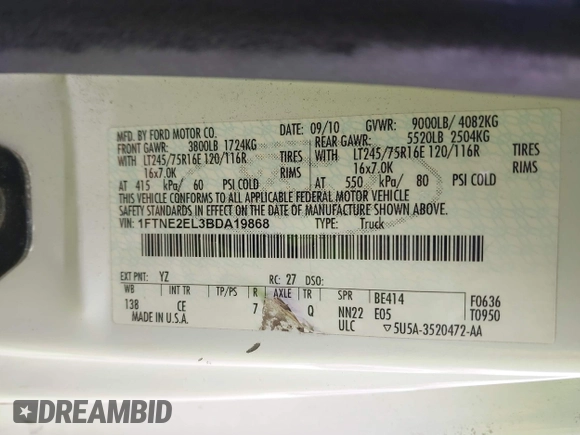 MFD. BY FORD MOTOR CO.
DATE: 09/10 GVWR: 9000LB/ 4082KG
FRONT GAWR: 3800LB 1724KG REAR GAWR: 5520LB 2504KG
WITH LT245/75R16E 120/116R TIRES WITH LT245/75R16E 120/116R TIRES
16x7.0K RIMS 16x7.0K RIMS
AT 415 kPa/ 60 PSI COLD AT 550 kPa/ 80 PSI COLD
THIS VEHICLE CONFORMS TO ALL APPLICABLE FEDERAL MOTOR VEHICLE
SAFETY STANDARDS IN EFFECT ON THE DATE OF MANUFACTURE SHOWN ABOVE.
VIN: 1FTNE2EL3BDA19868 TYPE: Truck
EXT PNT: YZ RC: 27 DSO:
WB INT TR TP/PS R AXLE TR SPR BE414 F0636
138 CE 7 Q NN22 E05 T0950
MADE IN U.S.A. ULC 5U5A-3520472-AA
DREAMBID